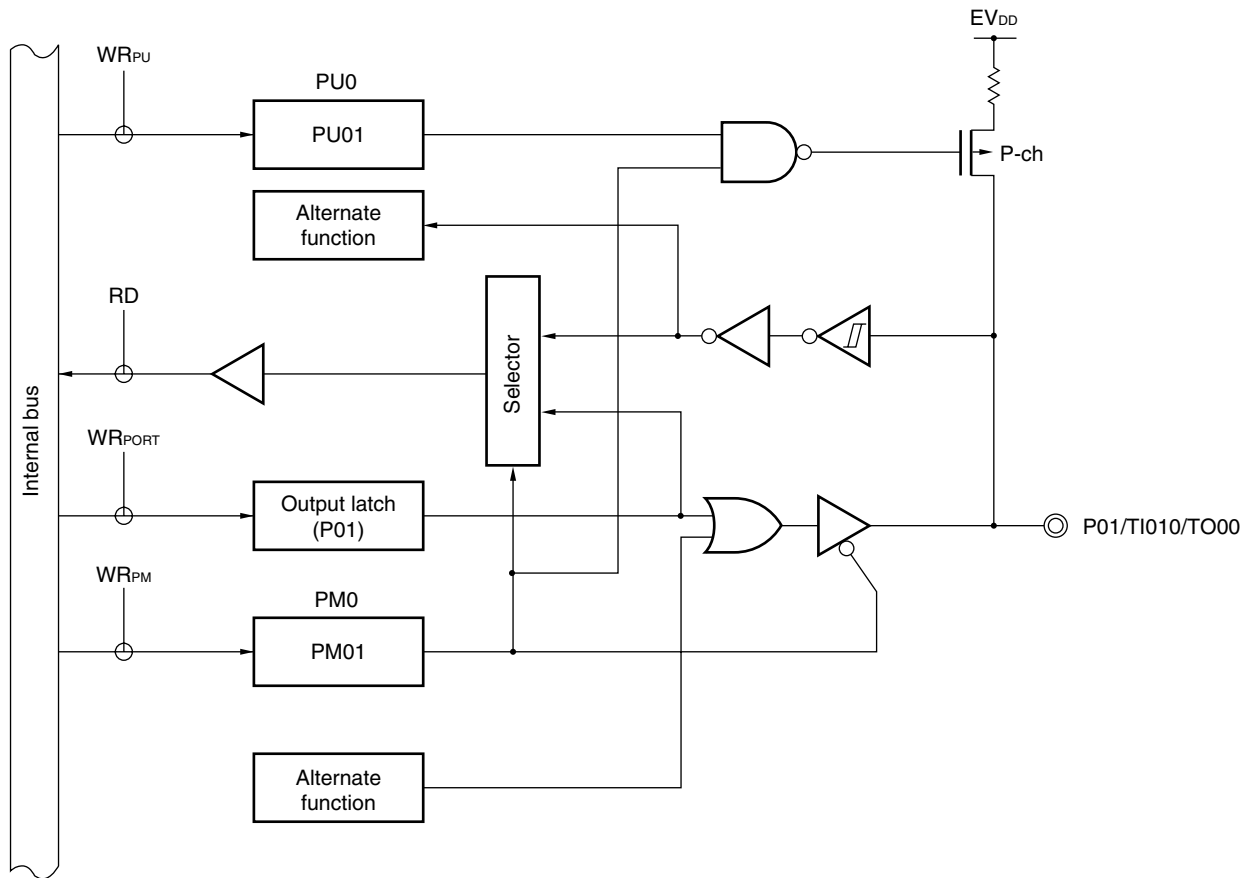 EVDD
WRPU
PU0
PU01
P-ch
Alternate
function
RD
Selector
Internal bus
WRPORT
Output latch
(P01)
P01/TI010/TO00
WRPM
PM0
PM01
Alternate
function